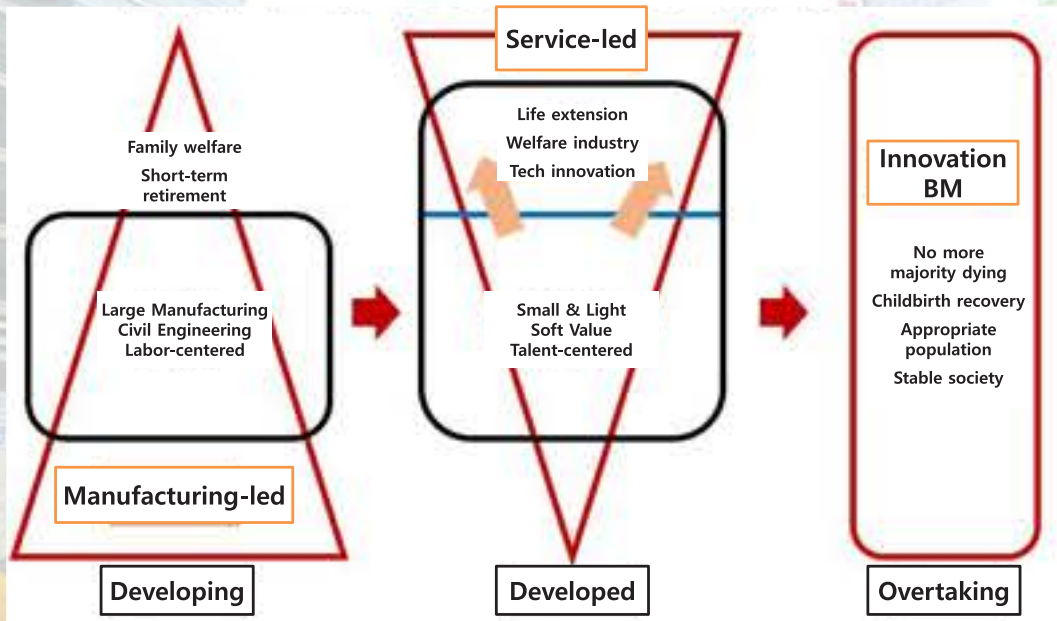 Family welfare
Short-term
retirement
Large Manufacturing
Civil Engineering
Labor-centered
Manufacturing-led
Developing
Service-led
Life extension
Welfare industry
Tech innovation
Small & Light
Soft Value
Talent-centered
Developed
Innovation
BM
No more
majority dying
Childbirth recovery
Appropriate
population
Stable society
Overtaking